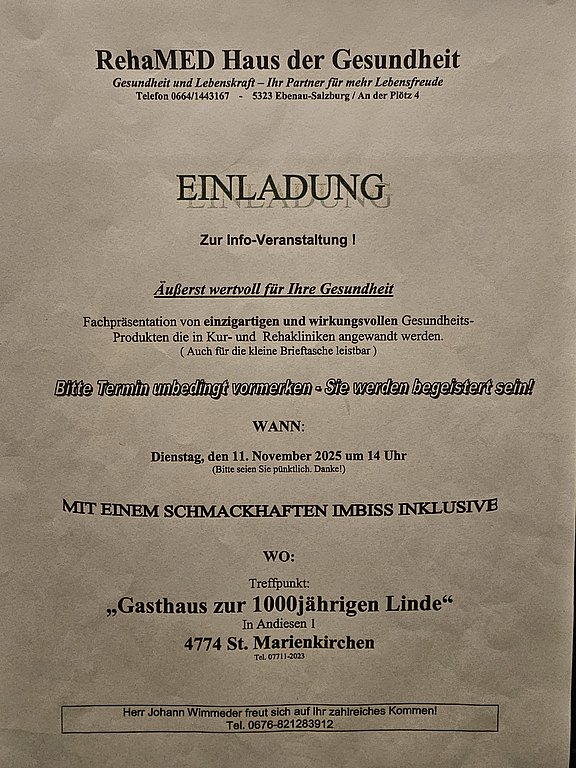 RehaMED Haus der Gesundheit
Gesundheit und Lebenskraft – Ihr Partner für mehr Lebensfreude
Telefon 0664/1443167 - 5323 Ebenau-Salzburg / An der Plötz 4
EINLADUNG
Zur Info-Veranstaltung !
Äußerst wertvoll für Ihre Gesundheit
Fachpräsentation von einzigartigen und wirkungsvollen Gesundheits-
Produkten die in Kur- und Rehakliniken angewandt werden.
( Auch für die kleine Brieftasche leistbar )
Bitte Termin unbedingt vormerken - Sie werden begeistert sein!
WANN:
Dienstag, den 11. November 2025 um 14 Uhr
(Bitte seien Sie pünktlich. Danke!)
MIT EINEM SCHMACKHAFTEN IMBISS INKLUSIVE
WO:
Treffpunkt:
„Gasthaus zur 1000jährigen Linde“
In Andiesen 1
4774 St. Marienkirchen
Tel. 07711-2023
Herr Johann Wimmeder freut sich auf Ihr zahlreiches Kommen!
Tel. 0676-821283912